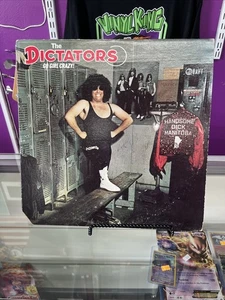 VINYL KING
The
DICTATORS
GO GIRL CRAZY!
HANDSOME
DICK
MANITOBA